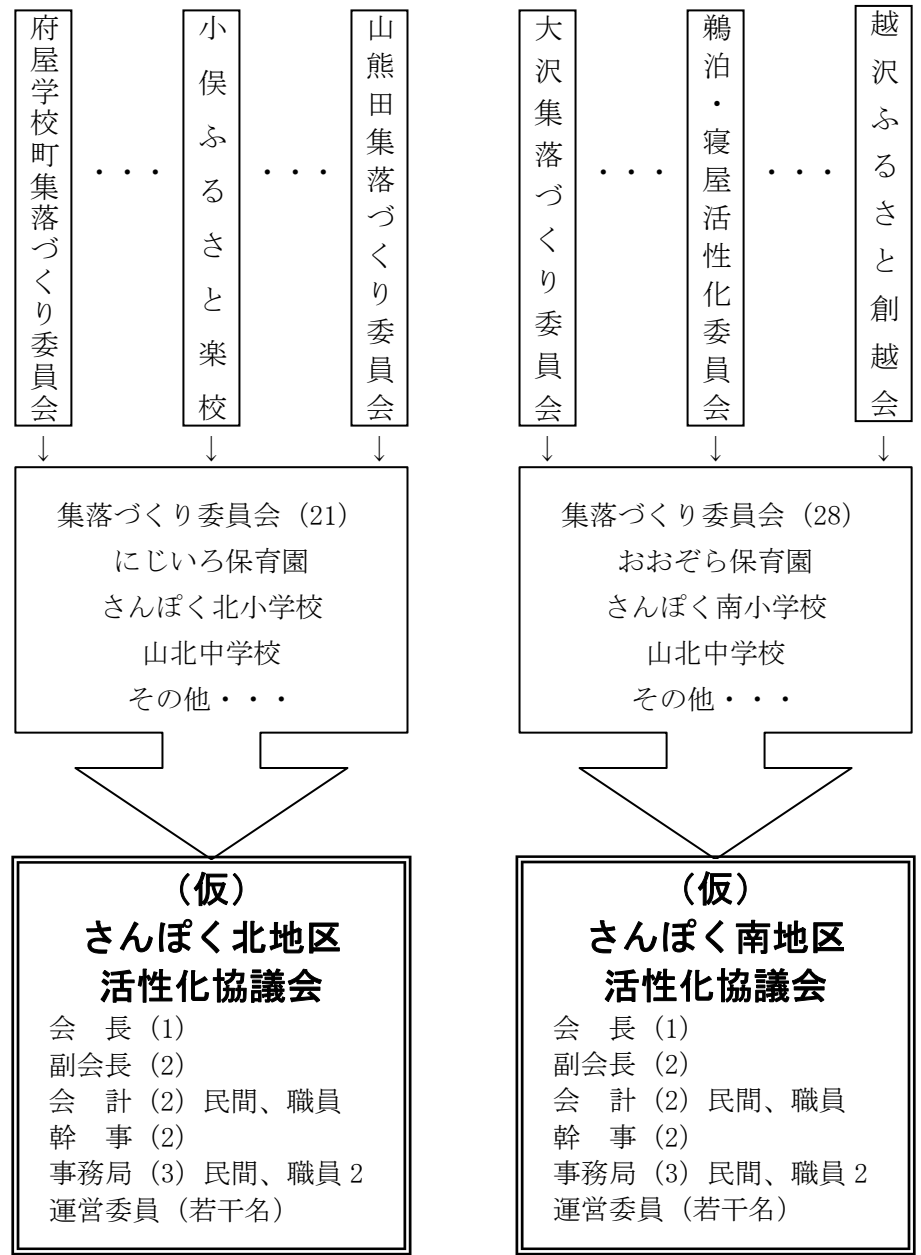 府屋学校町集落づくり委員会
・・・
小俣ふるさと楽校
・・・
山熊田集落づくり委員会
大沢集落づくり委員会
・・・
鵜泊・寝屋活性化委員会
・・・
越沢ふるさと創越会
↓ ↓ ↓
↓ ↓ ↓
集落づくり委員会（21）
にじいろ保育園
さんぽく北小学校
山北中学校
その他・・・
集落づくり委員会（28）
おおぞら保育園
さんぽく南小学校
山北中学校
その他・・・
（仮）
さんぽく北地区
活性化協議会
会　長（1）
副会長（2）
会　計（2）民間、職員
幹　事（2）
事務局（3）民間、職員 2
運営委員（若干名）
（仮）
さんぽく南地区
活性化協議会
会　長（1）
副会長（2）
会　計（2）民間、職員
幹　事（2）
事務局（3）民間、職員 2
運営委員（若干名）